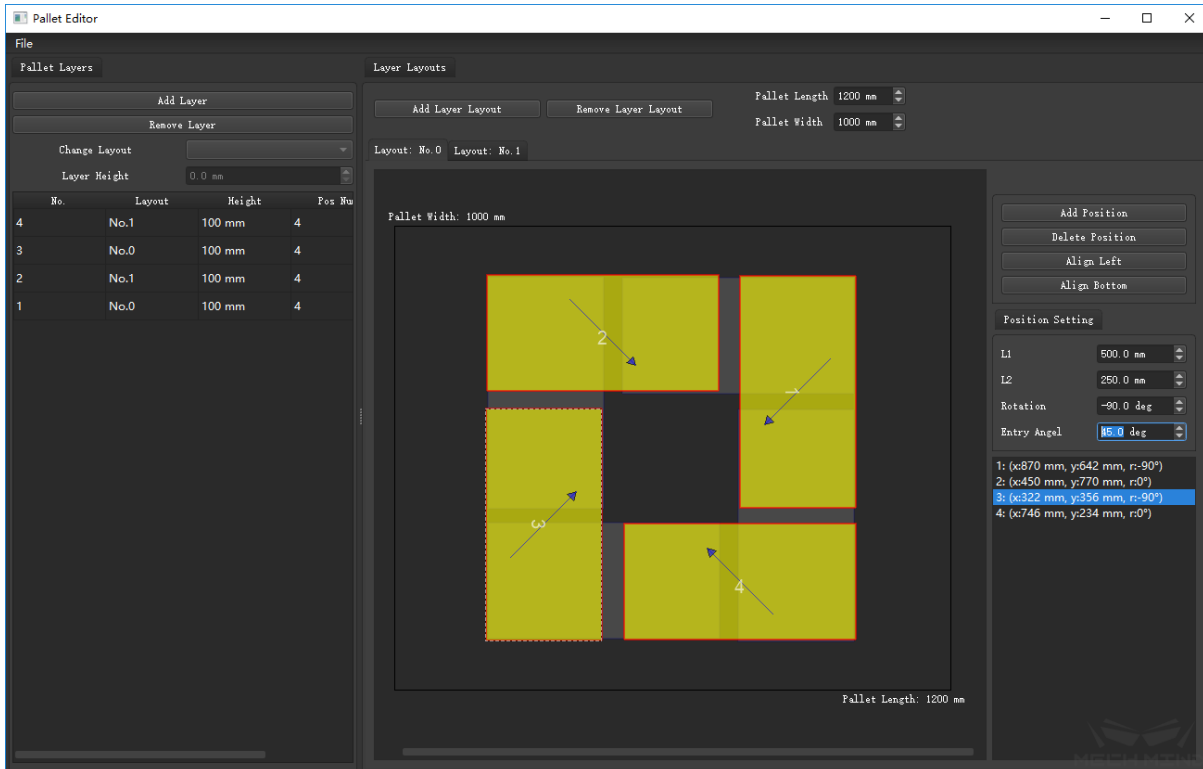 Pallet Editor
File
Pallet Layers
Add Layer
Remove Layer
Change Layout
Layer Height 0.0 mm
No. Layout Height Pos Nu
4 No.1 100 mm 4
3 No.0 100 mm 4
2 No.1 100 mm 4
1 No.0 100 mm 4
Layer Layouts
Add Layer Layout Remove Layer Layout
Pallet Length 1200 mm
Pallet Width 1000 mm
Layout: No.0 Layout: No.1
Pallet Width: 1000 mm
2
1
3
4
Pallet Length: 1200 mm
Add Position
Delete Position
Align Left
Align Bottom
Position Setting
L1 500.0 mm
L2 250.0 mm
Rotation -90.0 deg
Entry Angel 45.0 deg
1: (x:870 mm, y:642 mm, r:-90°)
2: (x:450 mm, y:770 mm, r:0°)
3: (x:322 mm, y:356 mm, r:-90°)
4: (x:746 mm, y:234 mm, r:0°)
MECH MIND